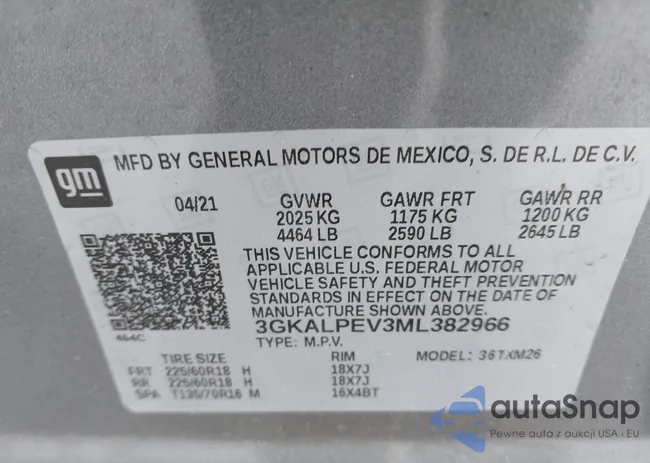 gm
MFD BY GENERAL MOTORS DE MEXICO, S. DE R.L. DE C.V.
04/21 GVWR GAWR FRT GAWR RR
2025 KG 1175 KG 1200 KG
4464 LB 2590 LB 2645 LB
THIS VEHICLE CONFORMS TO ALL
APPLICABLE U.S. FEDERAL MOTOR
VEHICLE SAFETY AND THEFT PREVENTION
STANDARDS IN EFFECT ON THE DATE OF
MANUFACTURE SHOWN ABOVE.
3GKALPEV3ML382966
464C
TYPE: M.P.V.
TIRE SIZE RIM MODEL: 36TXM26
FRT 225/60R18 H 18X7J
RR 225/60R18 H 18X7J
SPA T135/70R16 M 16X4BT
autaSnap
Pewne auta z aukcji USA i EU